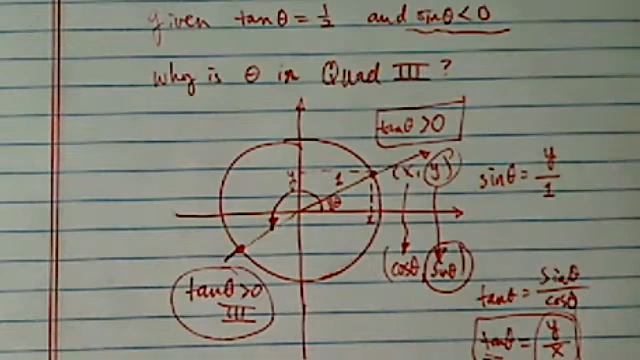 given tanθ = 1/2 and sinθ < 0
why is θ in Quad III ?
tanθ > 0
(x, y)
sinθ = y/1
y
1
θ
x
(cosθ, sinθ)
tanθ > 0
III
tanθ = sinθ/cosθ
tanθ = y/x